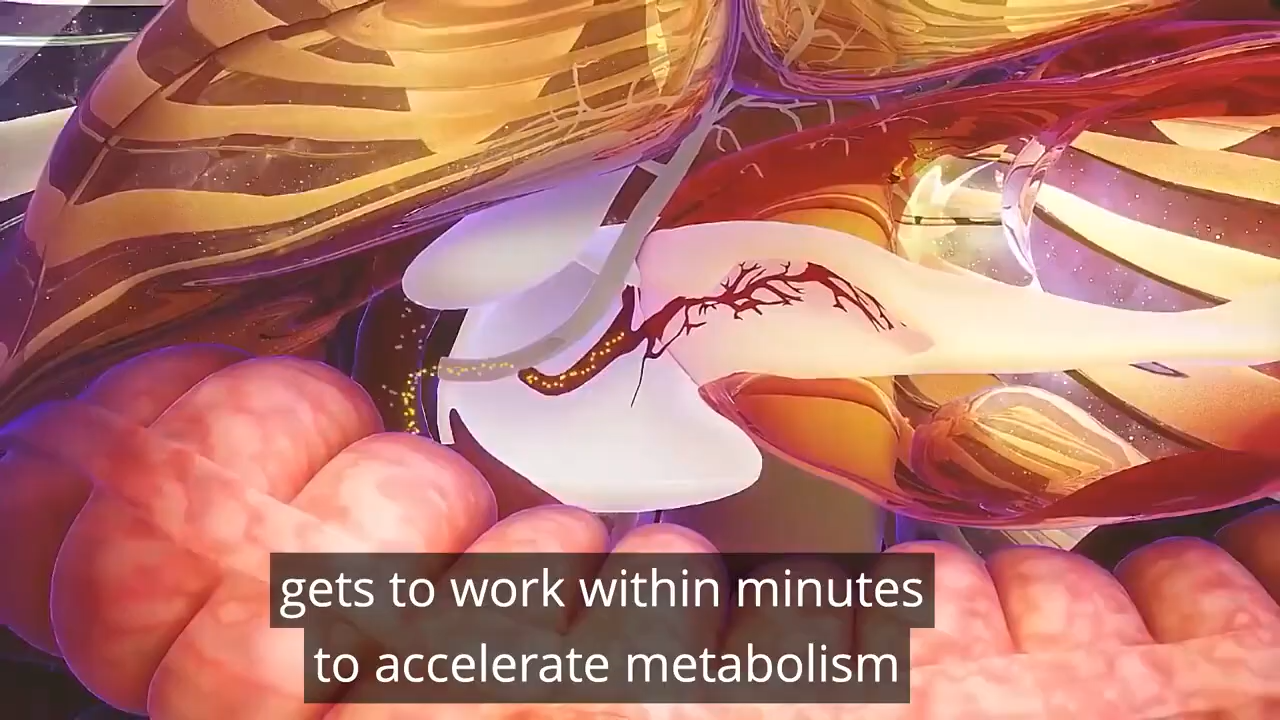 gets to work within minutes
to accelerate metabolism